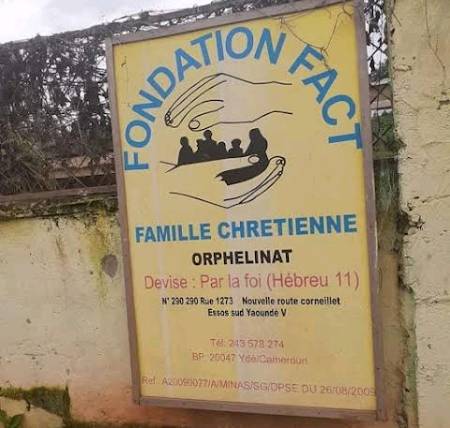 FONDATION FACT
FAMILLE CHRETIENNE
ORPHELINAT
Devise : Par la foi (Hébreu 11)
N° 290 290 Rue 1273 Nouvelle route corneillet
Essos sud Yaoundé V
Tél: 243 578 274
BP: 20047 Ydé/Cameroun
Ref : A20090077/A/MINAS/SG/DPSE DU 26/08/2009